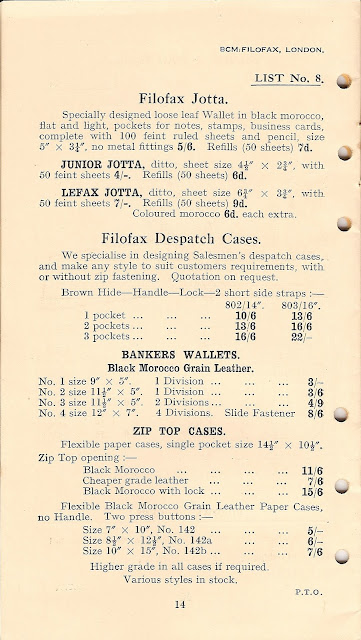 BCM/FILOFAX, LONDON.
LIST No. 8.
Filofax Jotta.
Specially designed loose leaf Wallet in black morocco,
flat and light, pockets for notes, stamps, business cards,
complete with 100 feint ruled sheets and pencil, size
5" × 3¼", no metal fittings 5/6. Refills (50 sheets) 7d.
JUNIOR JOTTA, ditto, sheet size 4½" × 2¾", with
50 feint sheets 4/-. Refills (50 sheets) 6d.
LEFAX JOTTA, ditto, sheet size 6¾" × 3¾", with
50 feint sheets 7/-. Refills (50 sheets) 9d.
Coloured morocco 6d. each extra.
Filofax Despatch Cases.
We specialise in designing Salesmen's despatch cases,
and make any style to suit customers requirements, with
or without zip fastening. Quotation on request.
Brown Hide—Handle—Lock—2 short side straps :—
802/14". 803/16".
1 pocket ... ... ... 10/6 13/6
2 pockets ... ... ... 13/6 16/6
3 pockets ... ... ... 16/6 22/-
BANKERS WALLETS.
Black Morocco Grain Leather.
No. 1 size 9" × 5". 1 Division ... ... ... 3/-
No. 2 size 11½" × 5". 1 Division ... ... ... 3/6
No. 3 size 11½" × 5". 2 Divisions ... ... ... 4/9
No. 4 size 12" × 7". 4 Divisions. Slide Fastener 8/6
ZIP TOP CASES.
Flexible paper cases, single pocket size 14½" × 10½".
Zip Top opening :—
Black Morocco ... ... ... ... 11/6
Cheaper grade leather ... ... ... 7/6
Black Morocco with lock ... ... ... 15/6
Flexible Black Morocco Grain Leather Paper Cases,
no Handle. Two press buttons :—
Size 7" × 10", No. 142 ... ... 5/-
Size 8½" × 12½", No. 142a ... ... 6/-
Size 10" × 15", No. 142b ... ... ... 7/6
Higher grade in all cases if required.
Various styles in stock.
P.T.O.
14